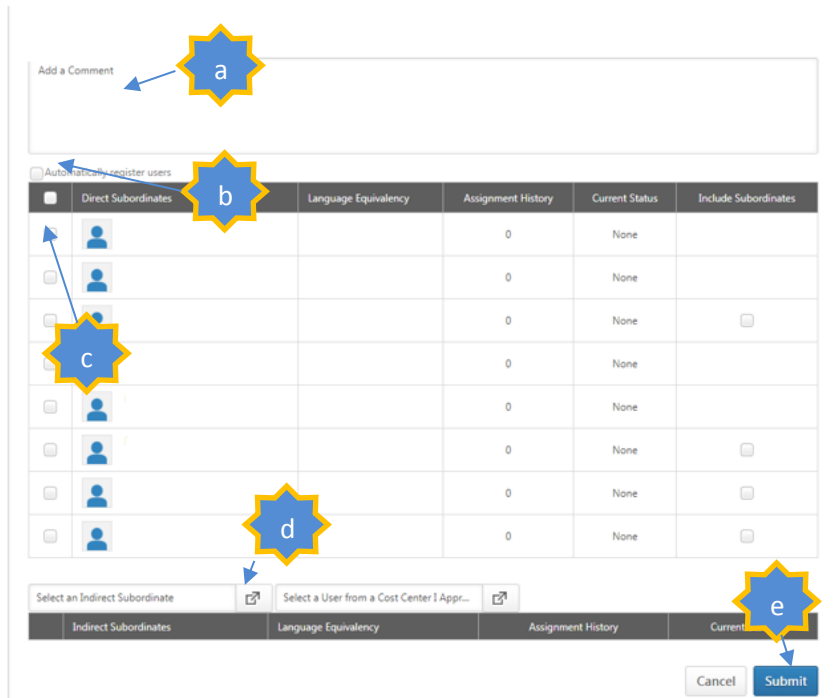 Add a Comment
a
Automatically register users
b
Direct Subordinates Language Equivalency Assignment History Current Status Include Subordinates
0 None
0 None
0 None
c
0 None
0 None
0 None
0 None
d
0 None
Select an Indirect Subordinate Select a User from a Cost Center I Appr...
e
Indirect Subordinates Language Equivalency Assignment History Current
Cancel Submit